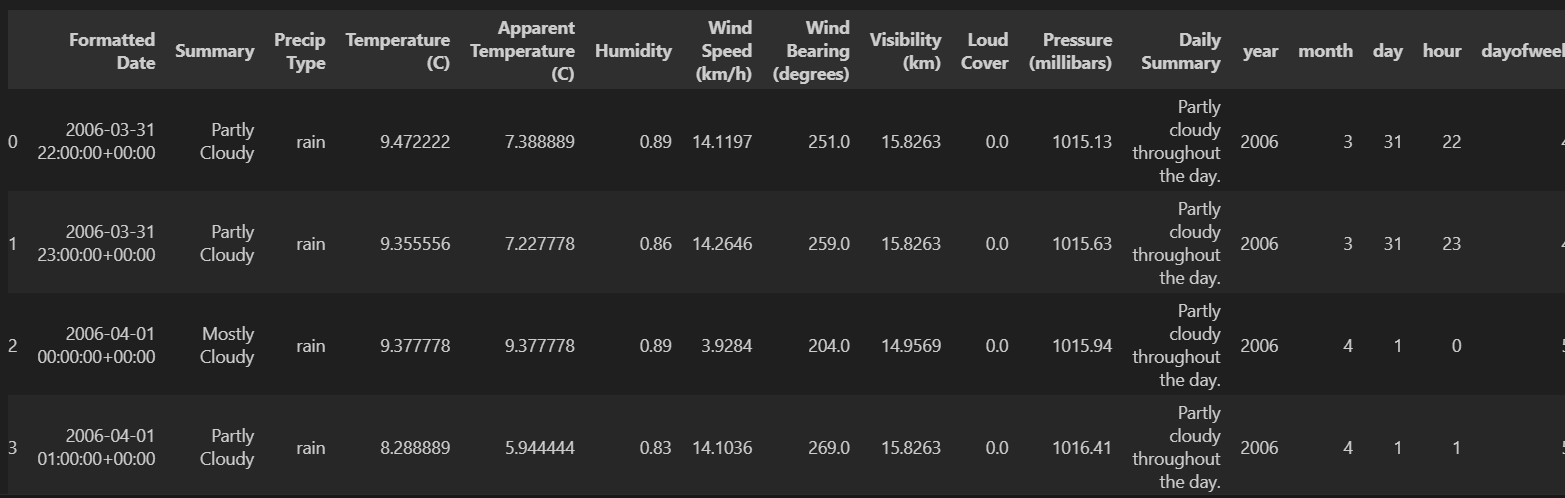 Formatted Date Summary Precip Type Temperature (C) Apparent Temperature (C) Humidity Wind Speed (km/h) Wind Bearing (degrees) Visibility (km) Loud Cover Pressure (millibars) Daily Summary year month day hour dayofweek
0 2006-03-31 22:00:00+00:00 Partly Cloudy rain 9.472222 7.388889 0.89 14.1197 251.0 15.8263 0.0 1015.13 Partly cloudy throughout the day. 2006 3 31 22
1 2006-03-31 23:00:00+00:00 Partly Cloudy rain 9.355556 7.227778 0.86 14.2646 259.0 15.8263 0.0 1015.63 Partly cloudy throughout the day. 2006 3 31 23
2 2006-04-01 00:00:00+00:00 Mostly Cloudy rain 9.377778 9.377778 0.89 3.9284 204.0 14.9569 0.0 1015.94 Partly cloudy throughout the day. 2006 4 1 0
3 2006-04-01 01:00:00+00:00 Partly Cloudy rain 8.288889 5.944444 0.83 14.1036 269.0 15.8263 0.0 1016.41 Partly cloudy throughout the day. 2006 4 1 1